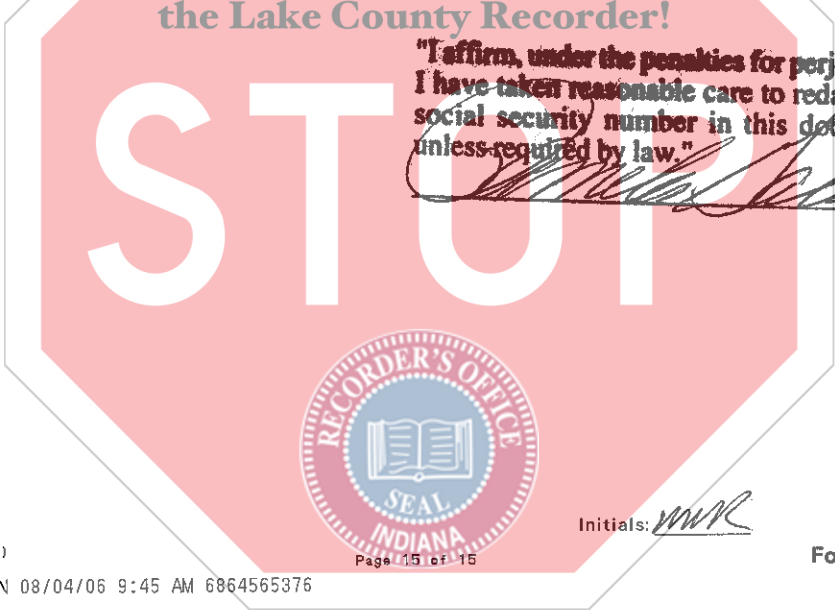 the Lake County Recorder!
"I affirm, under the penalties for perj
I have taken reasonable care to reda
social security number in this do
unless required by law."
STOP
RECORDER'S OFFICE
SEAL
INDIANA
Initials:
Page 15 of 15
Fo
N 08/04/06 9:45 AM 6864565376